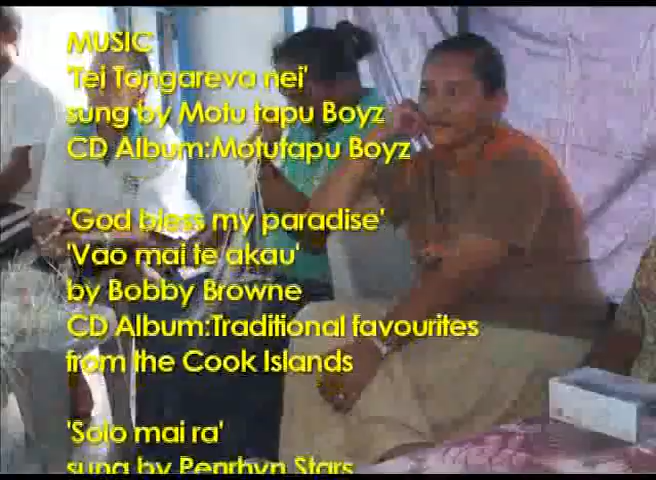 MUSIC
'Tei Tongareva nei'
sung by Motu tapu Boyz
CD Album:Motutapu Boyz
'God bless my paradise'
'Vao mai te akau'
by Bobby Browne
CD Album:Traditional favourites
from the Cook Islands
'Solo mai ra'
sung by Penrhyn Stars